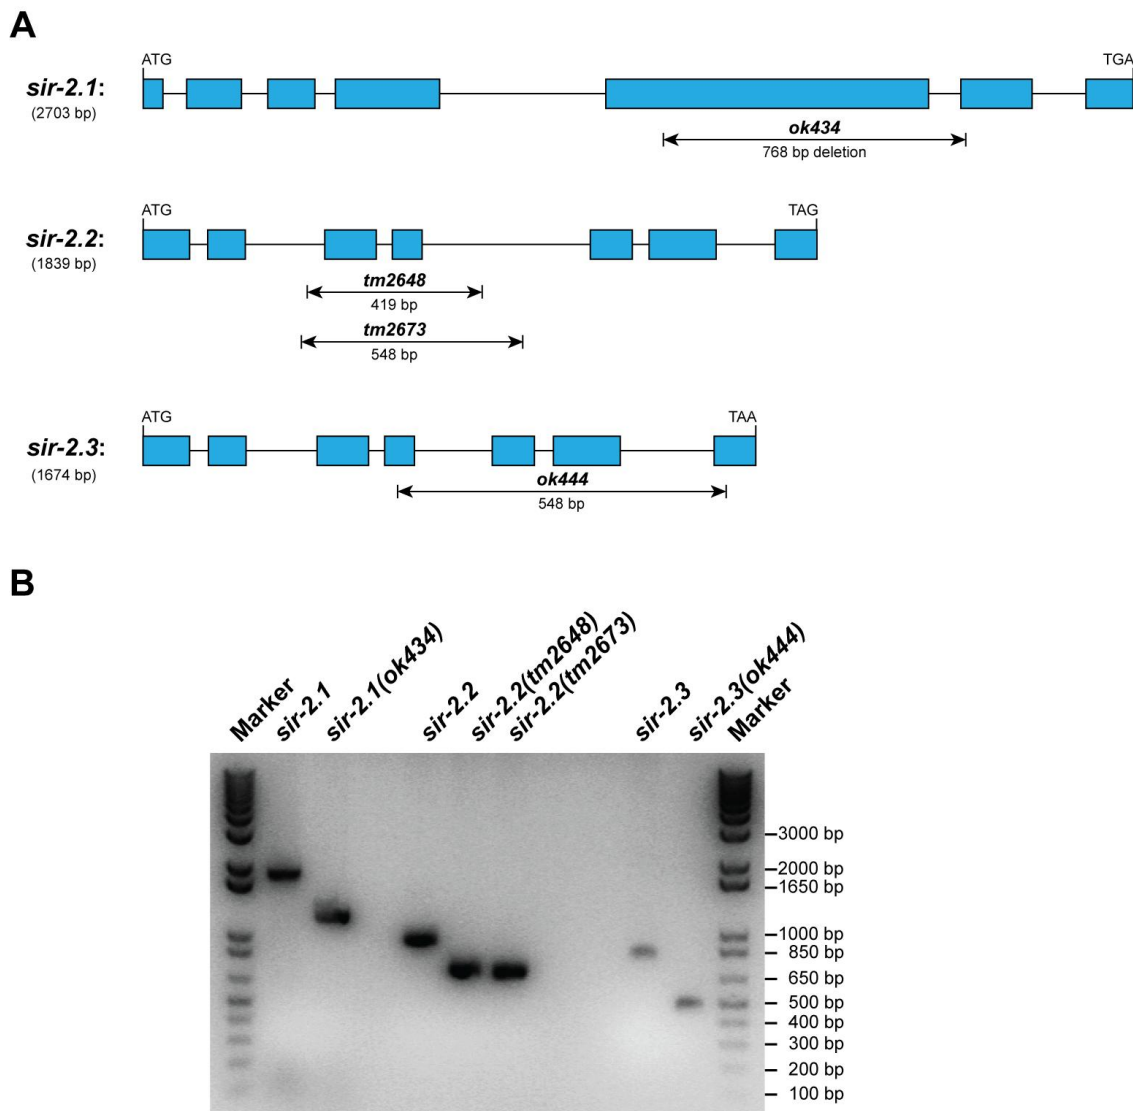 A
ATG TGA
sir-2.1:
(2703 bp)
ok434
768 bp deletion
ATG TAG
sir-2.2:
(1839 bp)
tm2648
419 bp
tm2673
548 bp
ATG TAA
sir-2.3:
(1674 bp)
ok444
548 bp
B
Marker
sir-2.1
sir-2.1(ok434)
sir-2.2
sir-2.2(tm2648)
sir-2.2(tm2673)
sir-2.3
sir-2.3(ok444)
Marker
3000 bp
2000 bp
1650 bp
1000 bp
850 bp
650 bp
500 bp
400 bp
300 bp
200 bp
100 bp